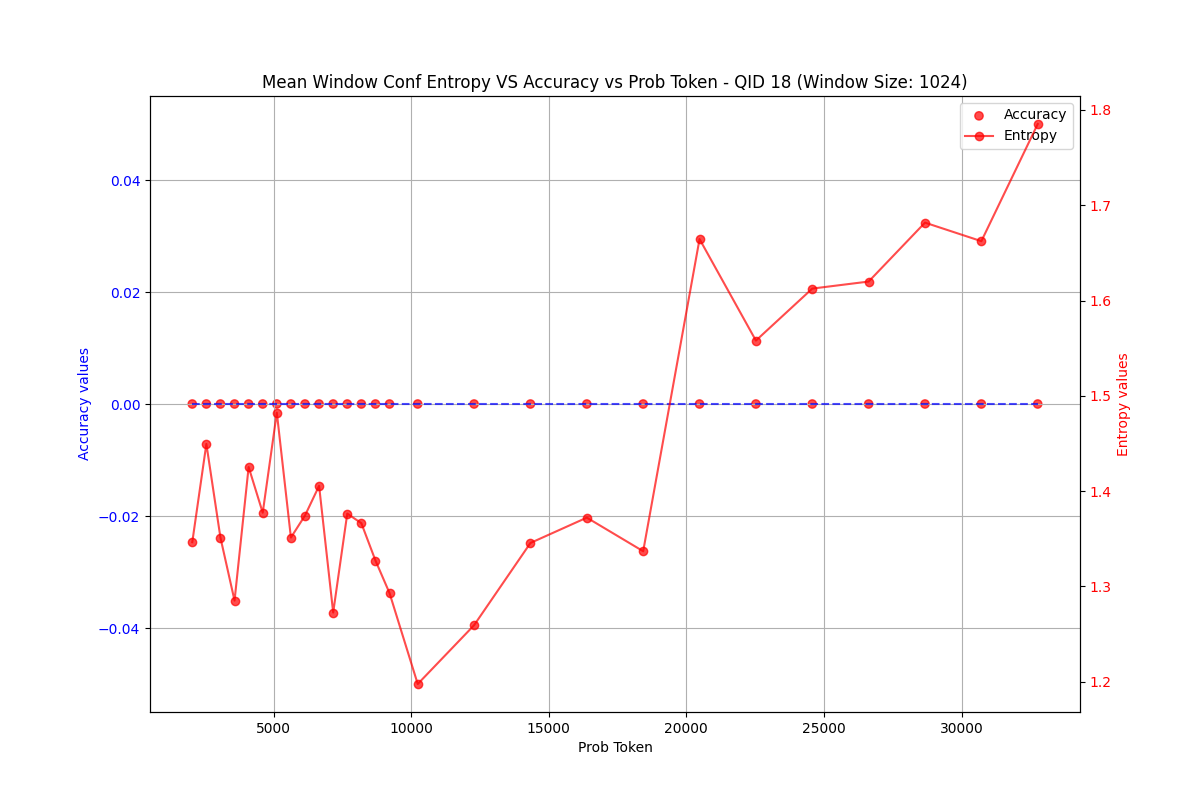 Mean Window Conf Entropy VS Accuracy vs Prob Token - QID 18 (Window Size: 1024)
Accuracy
Entropy
0.04
0.02
0.00
−0.02
−0.04
Accuracy values
1.8
1.7
1.6
1.5
1.4
1.3
1.2
Entropy values
5000 10000 15000 20000 25000 30000
Prob Token